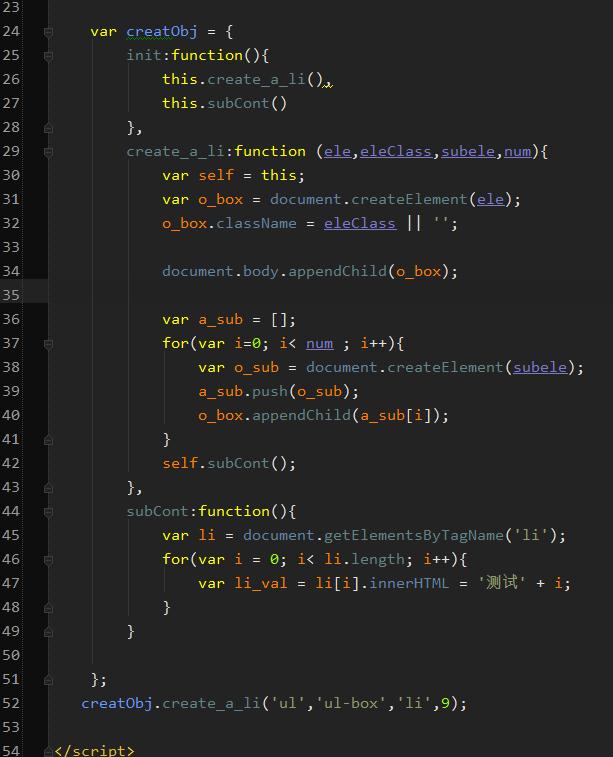 23
24 var creatObj = {
25 init:function(){
26 this.create_a_li(),
27 this.subCont()
28 },
29 create_a_li:function (ele,eleClass,subele,num){
30 var self = this;
31 var o_box = document.createElement(ele);
32 o_box.className = eleClass || '';
33
34 document.body.appendChild(o_box);
35
36 var a_sub = [];
37 for(var i=0; i< num ; i++){
38 var o_sub = document.createElement(subele);
39 a_sub.push(o_sub);
40 o_box.appendChild(a_sub[i]);
41 }
42 self.subCont();
43 },
44 subCont:function(){
45 var li = document.getElementsByTagName('li');
46 for(var i = 0; i< li.length; i++){
47 var li_val = li[i].innerHTML = '测试' + i;
48 }
49 }
50
51 };
52 creatObj.create_a_li('ul','ul-box','li',9);
53
54 </script>